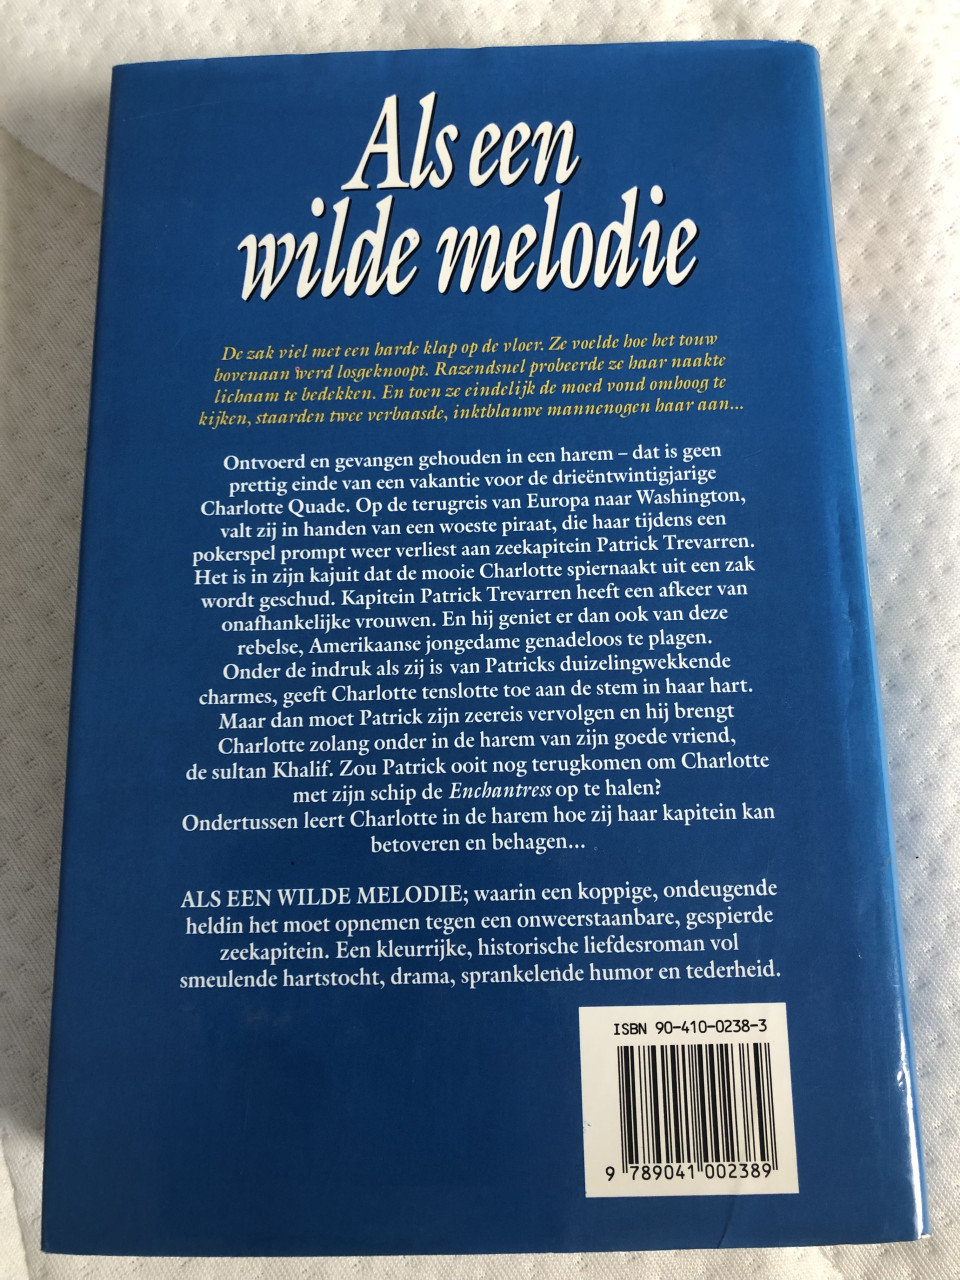 Als een
wilde melodie
De zak viel met een harde klap op de vloer. Ze voelde hoe het touw
bovenaan werd losgeknoopt. Razendsnel probeerde ze haar naakte
lichaam te bedekken. En toen ze eindelijk de moed vond omhoog te
kijken, staarden twee verbaasde, inktblauwe mannenogen haar aan...
Ontvoerd en gevangen gehouden in een harem – dat is geen
prettig einde van een vakantie voor de drieëntwintigjarige
Charlotte Quade. Op de terugreis van Europa naar Washington,
valt zij in handen van een woeste piraat, die haar tijdens een
pokerspel prompt weer verliest aan zeekapitein Patrick Trevarren.
Het is in zijn kajuit dat de mooie Charlotte spiernaakt uit een zak
wordt geschud. Kapitein Patrick Trevarren heeft een afkeer van
onafhankelijke vrouwen. En hij geniet er dan ook van deze
rebelse, Amerikaanse jongedame genadeloos te plagen.
Onder de indruk als zij is van Patricks duizelingwekkende
charmes, geeft Charlotte tenslotte toe aan de stem in haar hart.
Maar dan moet Patrick zijn zeereis vervolgen en hij brengt
Charlotte zolang onder in de harem van zijn goede vriend,
de sultan Khalif. Zou Patrick ooit nog terugkomen om Charlotte
met zijn schip de Enchantress op te halen?
Ondertussen leert Charlotte in de harem hoe zij haar kapitein kan
betoveren en behagen...
ALS EEN WILDE MELODIE; waarin een koppige, ondeugende
heldin het moet opnemen tegen een onweerstaanbare, gespierde
zeekapitein. Een kleurrijke, historische liefdesroman vol
smeulende hartstocht, drama, sprankelende humor en tederheid.
ISBN 90-410-0238-3
9 789041 002389